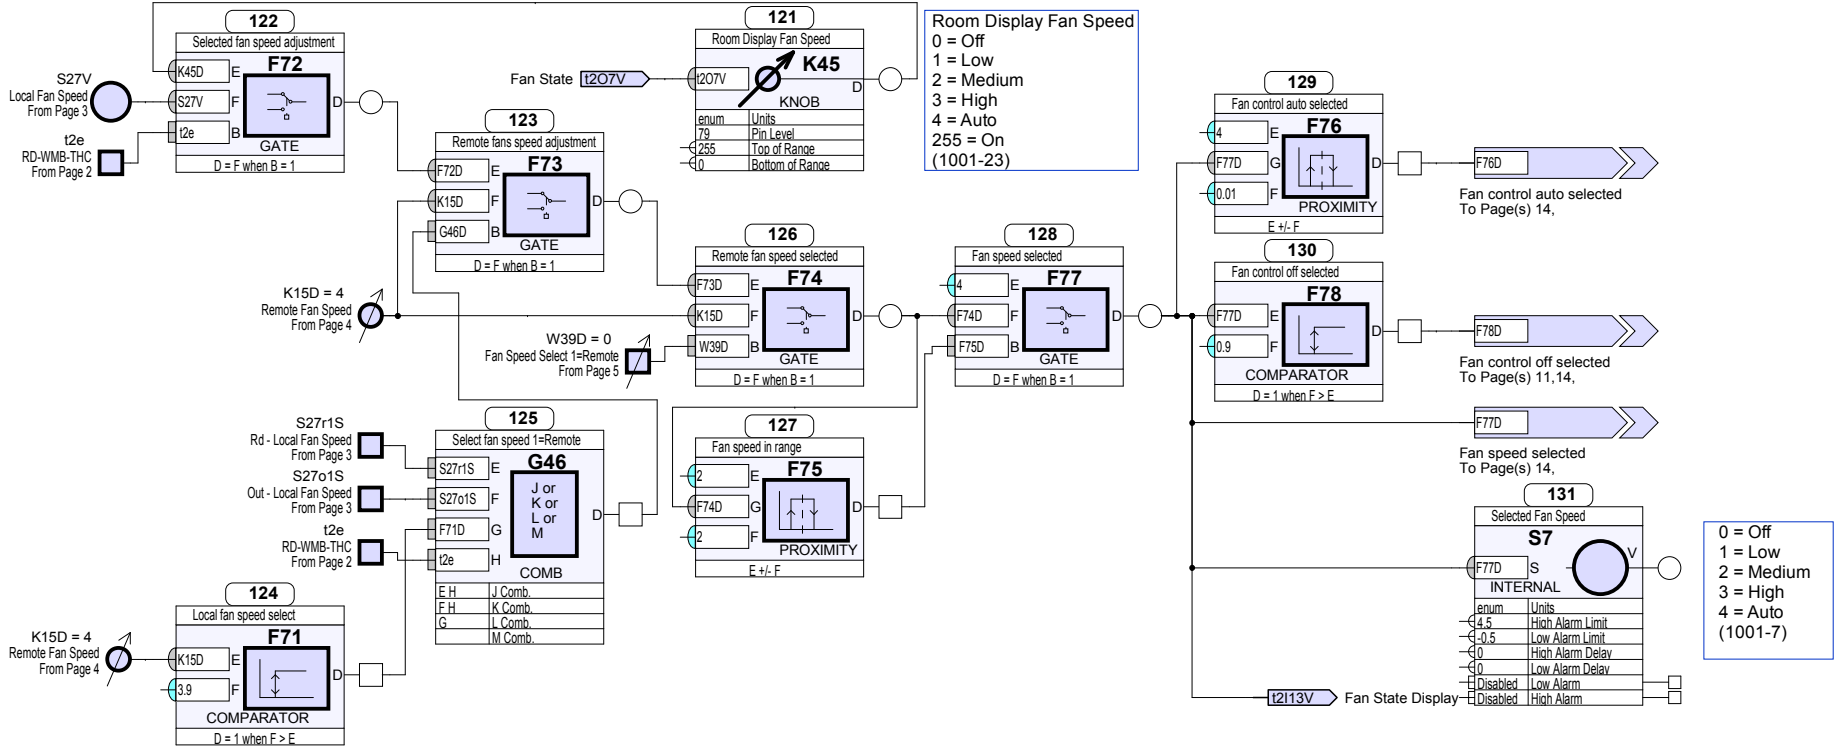 122
Selected fan speed adjustment
F72
K45D E
S27V F
t2e B
D
GATE
D = F when B = 1
S27V
Local Fan Speed
From Page 3
t2e
RD-WMB-THC
From Page 2
121
Room Display Fan Speed
K45
t2O7V
D
KNOB
enum Units
79 Pin Level
255 Top of Range
0 Bottom of Range
Fan State t2O7V
Room Display Fan Speed
0 = Off
1 = Low
2 = Medium
3 = High
4 = Auto
255 = On
(1001-23)
123
Remote fans speed adjustment
F73
F72D E
K15D F
G46D B
D
GATE
D = F when B = 1
K15D = 4
Remote Fan Speed
From Page 4
126
Remote fan speed selected
F74
F73D E
K15D F
W39D B
D
GATE
D = F when B = 1
W39D = 0
Fan Speed Select 1=Remote
From Page 5
128
Fan speed selected
F77
4 E
F74D F
F75D B
D
GATE
D = F when B = 1
129
Fan control auto selected
F76
4 E
F77D G
0.01 F
D
PROXIMITY
E +/- F
F76D
Fan control auto selected
To Page(s) 14,
130
Fan control off selected
F78
F77D E
0.9 F
D
COMPARATOR
D = 1 when F > E
F78D
Fan control off selected
To Page(s) 11,14,
F77D
Fan speed selected
To Page(s) 14,
125
Select fan speed 1=Remote
G46
S27r1S E
S27o1S F
F71D G
t2e H
J or
K or
L or
M
D
COMB
E H J Comb.
F H K Comb.
G L Comb.
M Comb.
S27r1S
Rd - Local Fan Speed
From Page 3
S27o1S
Out - Local Fan Speed
From Page 3
t2e
RD-WMB-THC
From Page 2
127
Fan speed in range
F75
2 E
F74D G
2 F
D
PROXIMITY
E +/- F
124
Local fan speed select
F71
K15D E
3.9 F
D
COMPARATOR
D = 1 when F > E
K15D = 4
Remote Fan Speed
From Page 4
131
Selected Fan Speed
S7
F77D S
V
INTERNAL
enum Units
4.5 High Alarm Limit
-0.5 Low Alarm Limit
0 High Alarm Delay
0 Low Alarm Delay
Disabled Low Alarm
Disabled High Alarm
t2I13V Fan State Display
0 = Off
1 = Low
2 = Medium
3 = High
4 = Auto
(1001-7)